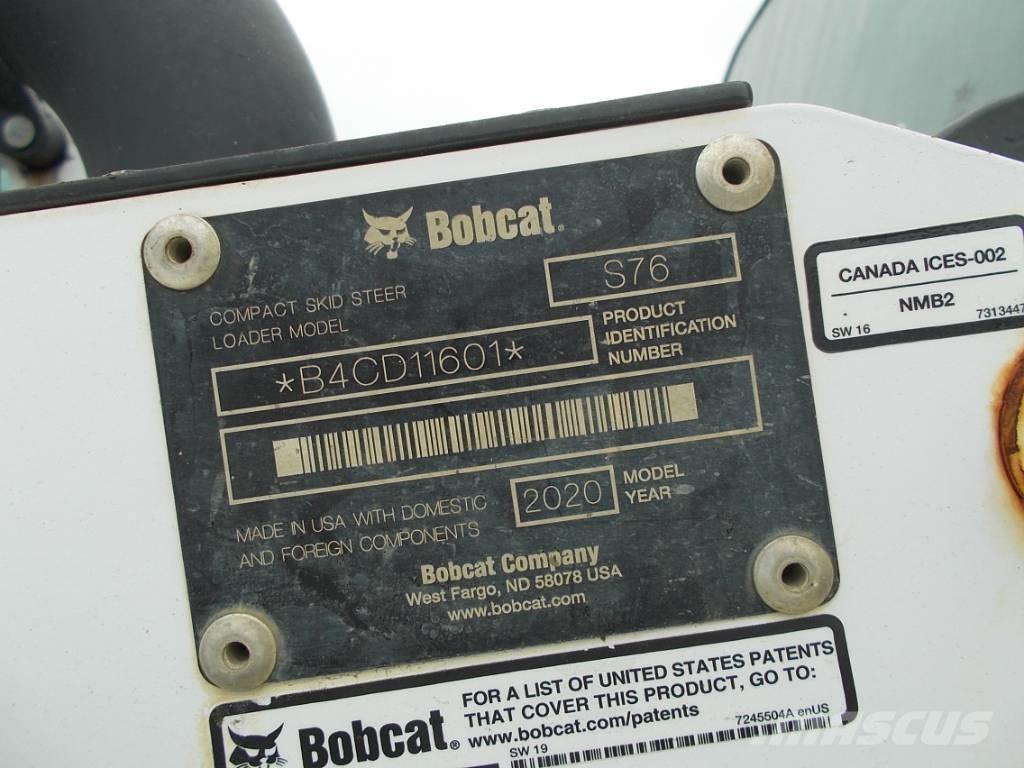 Bobcat®
COMPACT SKID STEER
LOADER MODEL
S76
*B4CD11601*
PRODUCT
IDENTIFICATION
NUMBER
2020
MODEL
YEAR
MADE IN USA WITH DOMESTIC
AND FOREIGN COMPONENTS
Bobcat Company
West Fargo, ND 58078 USA
www.bobcat.com
CANADA ICES-002
NMB2
SW 16
7313447
Bobcat®
FOR A LIST OF UNITED STATES PATENTS
THAT COVER THIS PRODUCT, GO TO:
www.bobcat.com/patents
7245504A enUS
SW 19
MASCUS